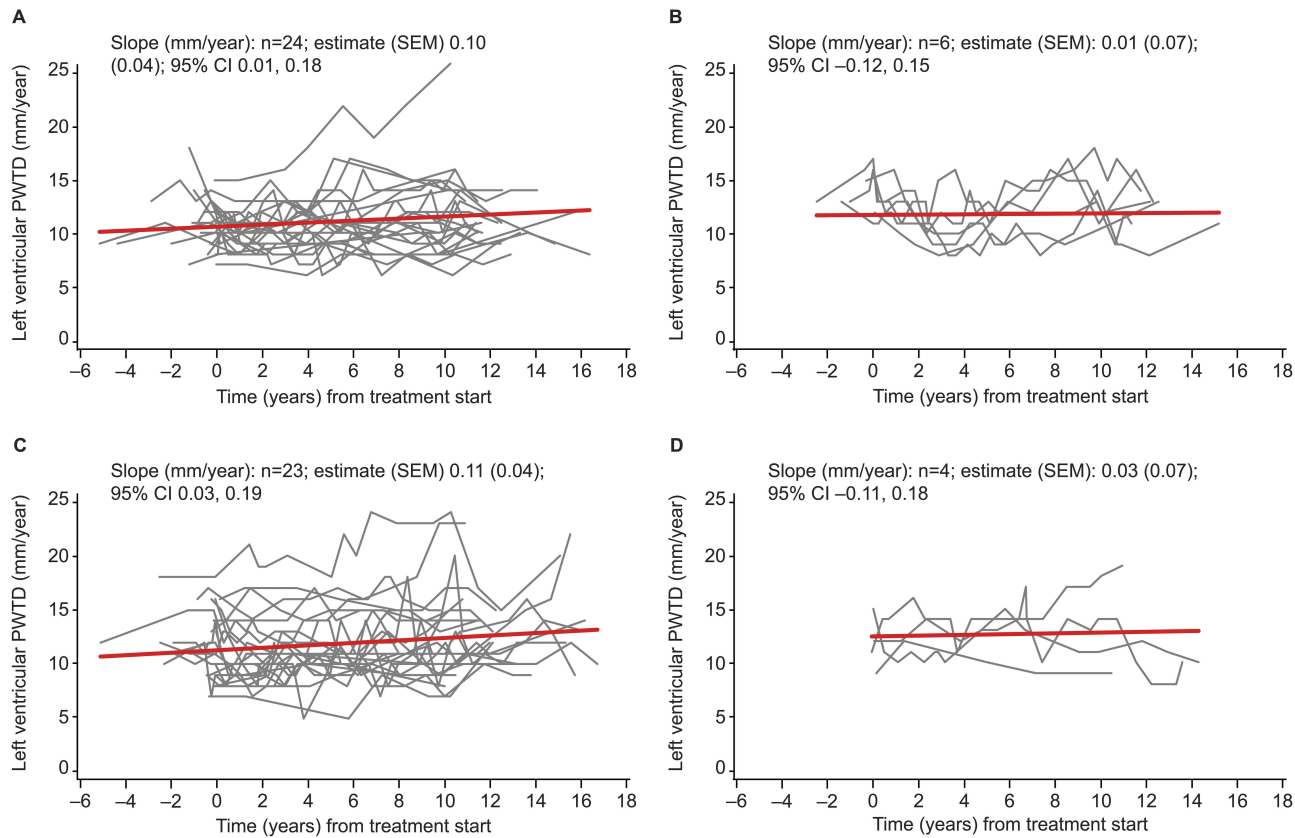 A
Slope (mm/year): n=24; estimate (SEM) 0.10
(0.04); 95% CI 0.01, 0.18
Left ventricular PWTD (mm/year)
25
20
15
10
5
0
–6 –4 –2 0 2 4 6 8 10 12 14 16 18
Time (years) from treatment start
B
Slope (mm/year): n=6; estimate (SEM): 0.01 (0.07);
95% CI –0.12, 0.15
Left ventricular PWTD (mm/year)
25
20
15
10
5
0
–6 –4 –2 0 2 4 6 8 10 12 14 16 18
Time (years) from treatment start
C
Slope (mm/year): n=23; estimate (SEM) 0.11 (0.04);
95% CI 0.03, 0.19
Left ventricular PWTD (mm/year)
25
20
15
10
5
0
–6 –4 –2 0 2 4 6 8 10 12 14 16 18
Time (years) from treatment start
D
Slope (mm/year): n=4; estimate (SEM): 0.03 (0.07);
95% CI –0.11, 0.18
Left ventricular PWTD (mm/year)
25
20
15
10
5
0
–6 –4 –2 0 2 4 6 8 10 12 14 16 18
Time (years) from treatment start